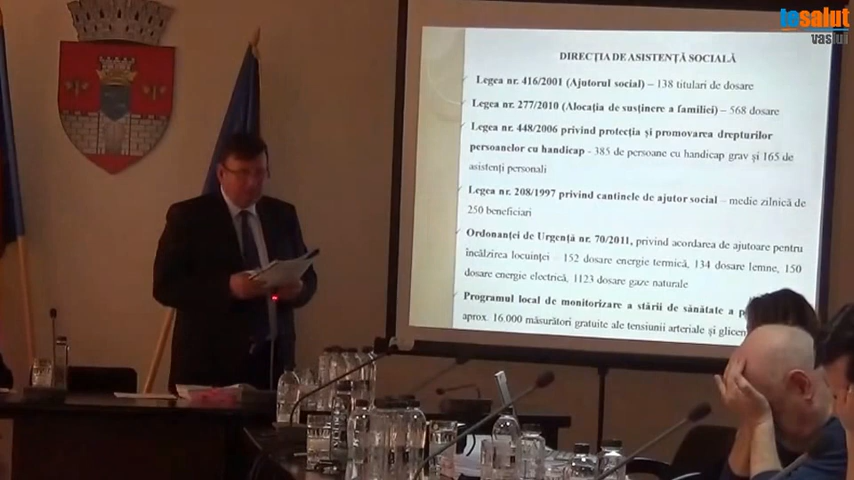 tasalut
vaslui
DIRECȚIA DE ASISTENȚĂ SOCIALĂ
✓ Legea nr. 416/2001 (Ajutorul social) – 138 titulari de dosare
✓ Legea nr. 277/2010 (Alocația de susținere a familiei) – 568 dosare
✓ Legea nr. 448/2006 privind protecția și promovarea drepturilor
persoanelor cu handicap - 385 de persoane cu handicap grav și 165 de
asistenți personali
✓ Legea nr. 208/1997 privind cantinele de ajutor social – medie zilnică de
250 beneficiari
✓ Ordonanței de Urgență nr. 70/2011, privind acordarea de ajutoare pentru
încălzirea locuinței – 152 dosare energie termică, 134 dosare lemne, 150
dosare energie electrică, 1123 dosare gaze naturale
✓ Programul local de monitorizare a stării de sănătate a
aprox. 16.000 măsurători gratuite ale tensiunii arteriale și